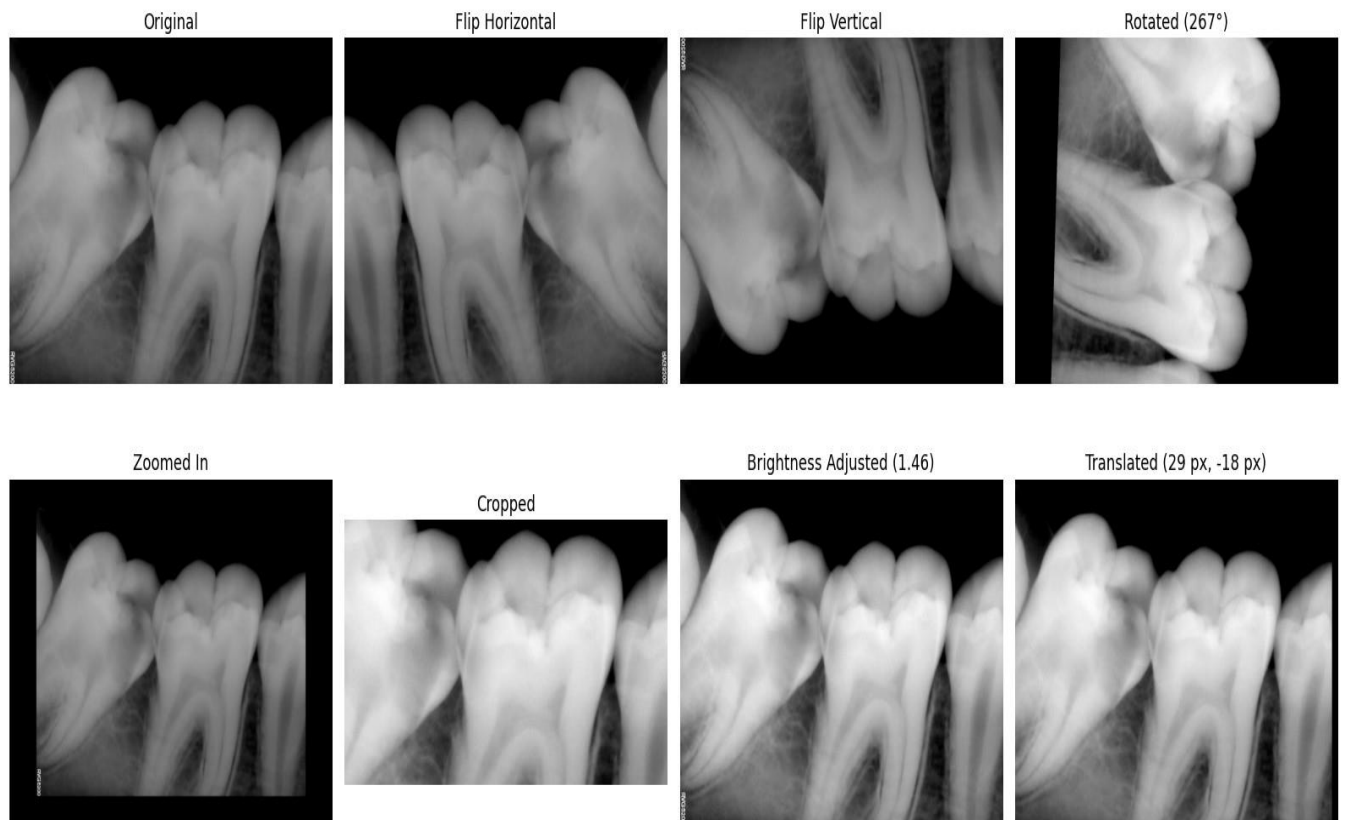 Original
Flip Horizontal
Flip Vertical
Rotated (267°)
Zoomed In
Cropped
Brightness Adjusted (1.46)
Translated (29 px, -18 px)